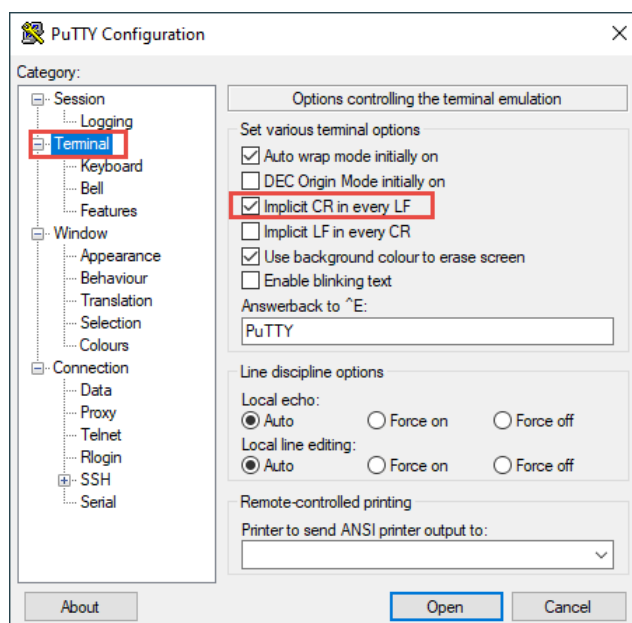 PuTTY Configuration
Category:
Session
Logging
Terminal
Keyboard
Bell
Features
Window
Appearance
Behaviour
Translation
Selection
Colours
Connection
Data
Proxy
Telnet
Rlogin
SSH
Serial
Options controlling the terminal emulation
Set various terminal options
Auto wrap mode initially on
DEC Origin Mode initially on
Implicit CR in every LF
Implicit LF in every CR
Use background colour to erase screen
Enable blinking text
Answerback to ^E:
PuTTY
Line discipline options
Local echo:
Auto Force on Force off
Local line editing:
Auto Force on Force off
Remote-controlled printing
Printer to send ANSI printer output to:
About Open Cancel